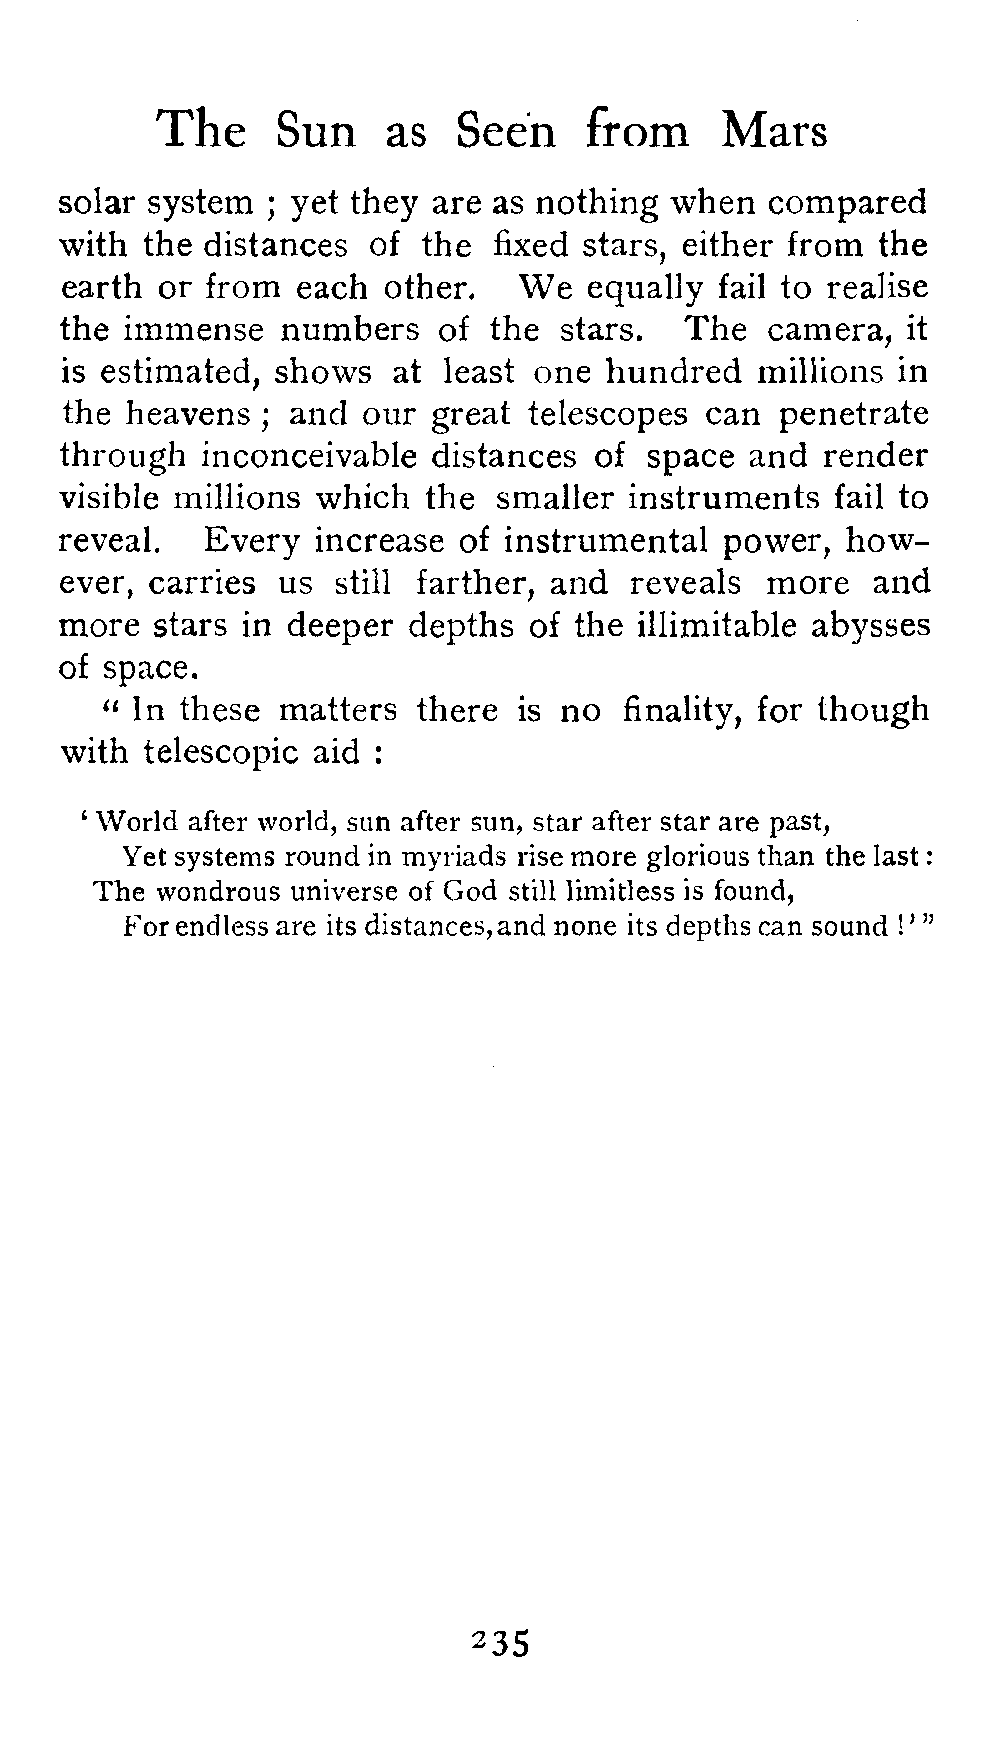 The Sun as Seen from Mars
solar system ; yet they are as nothing when compared
with the distances of the fixed stars, either from the
earth or from each other. We equally fail to realise
the immense numbers of the stars. The camera, it
is estimated, shows at least one hundred millions in
the heavens ; and our great telescopes can penetrate
through inconceivable distances of space and render
visible millions which the smaller instruments fail to
reveal. Every increase of instrumental power, how-
ever, carries us still farther, and reveals more and
more stars in deeper depths of the illimitable abysses
of space.
“ In these matters there is no finality, for though
with telescopic aid :
‘ World after world, sun after sun, star after star are past,
Yet systems round in myriads rise more glorious than the last :
The wondrous universe of God still limitless is found,
For endless are its distances, and none its depths can sound ! ’ ”
235